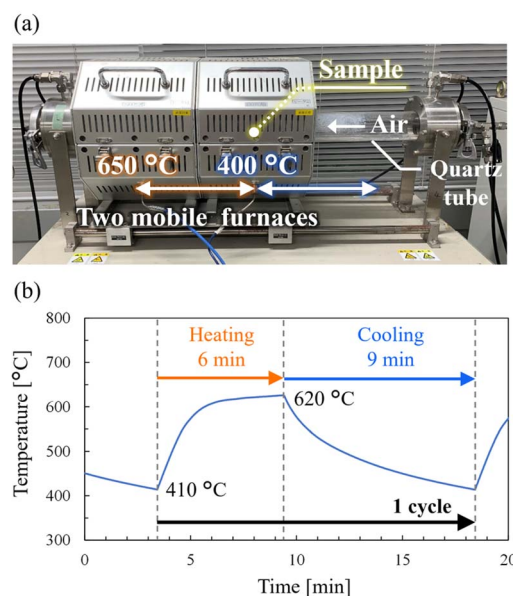 (a)
Sample
Air
650 °C 400 °C
Quartz
tube
Two mobile furnaces
(b)
800
700
600
500
400
300
Temperature [°C]
Heating
6 min
Cooling
9 min
620 °C
410 °C
1 cycle
0 5 10 15 20
Time [min]